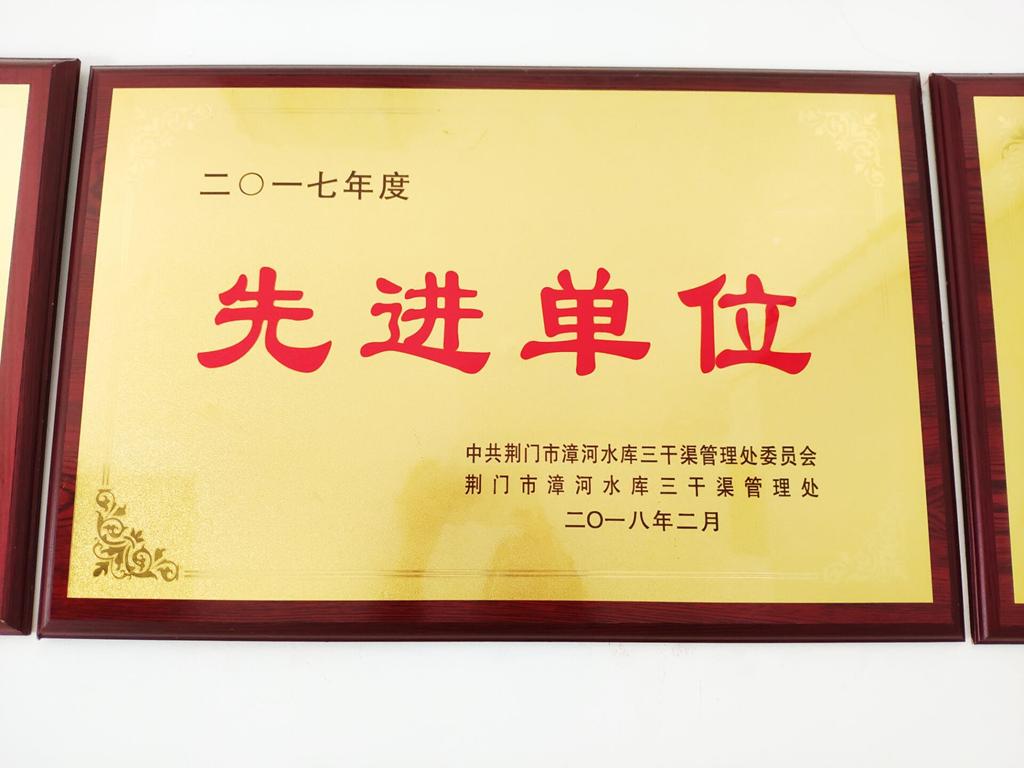 二〇一七年度
先进单位
中共荆门市漳河水库三干渠管理处委员会
荆门市漳河水库三干渠管理处
二〇一八年二月